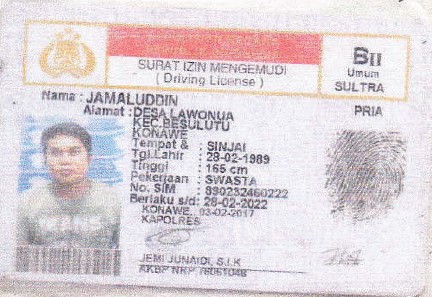 SURAT IZIN MENGEMUDI
( Driving License )
BII
Umum
SULTRA
Nama : JAMALUDDIN
PRIA
Alamat : DESA LAWONUA
KEC.BESULUTU
KONAWE
Tempat & : SINJAI
Tgl.Lahir : 28-02-1989
Tinggi : 165 cm
Pekerjaan : SWASTA
No. SIM : 890232460222
Berlaku s/d : 28-02-2022
KONAWE, 03-02-2017
KAPOLRES
JEMI JUNAIDI, S.I.K
AKBP NRP 76061048